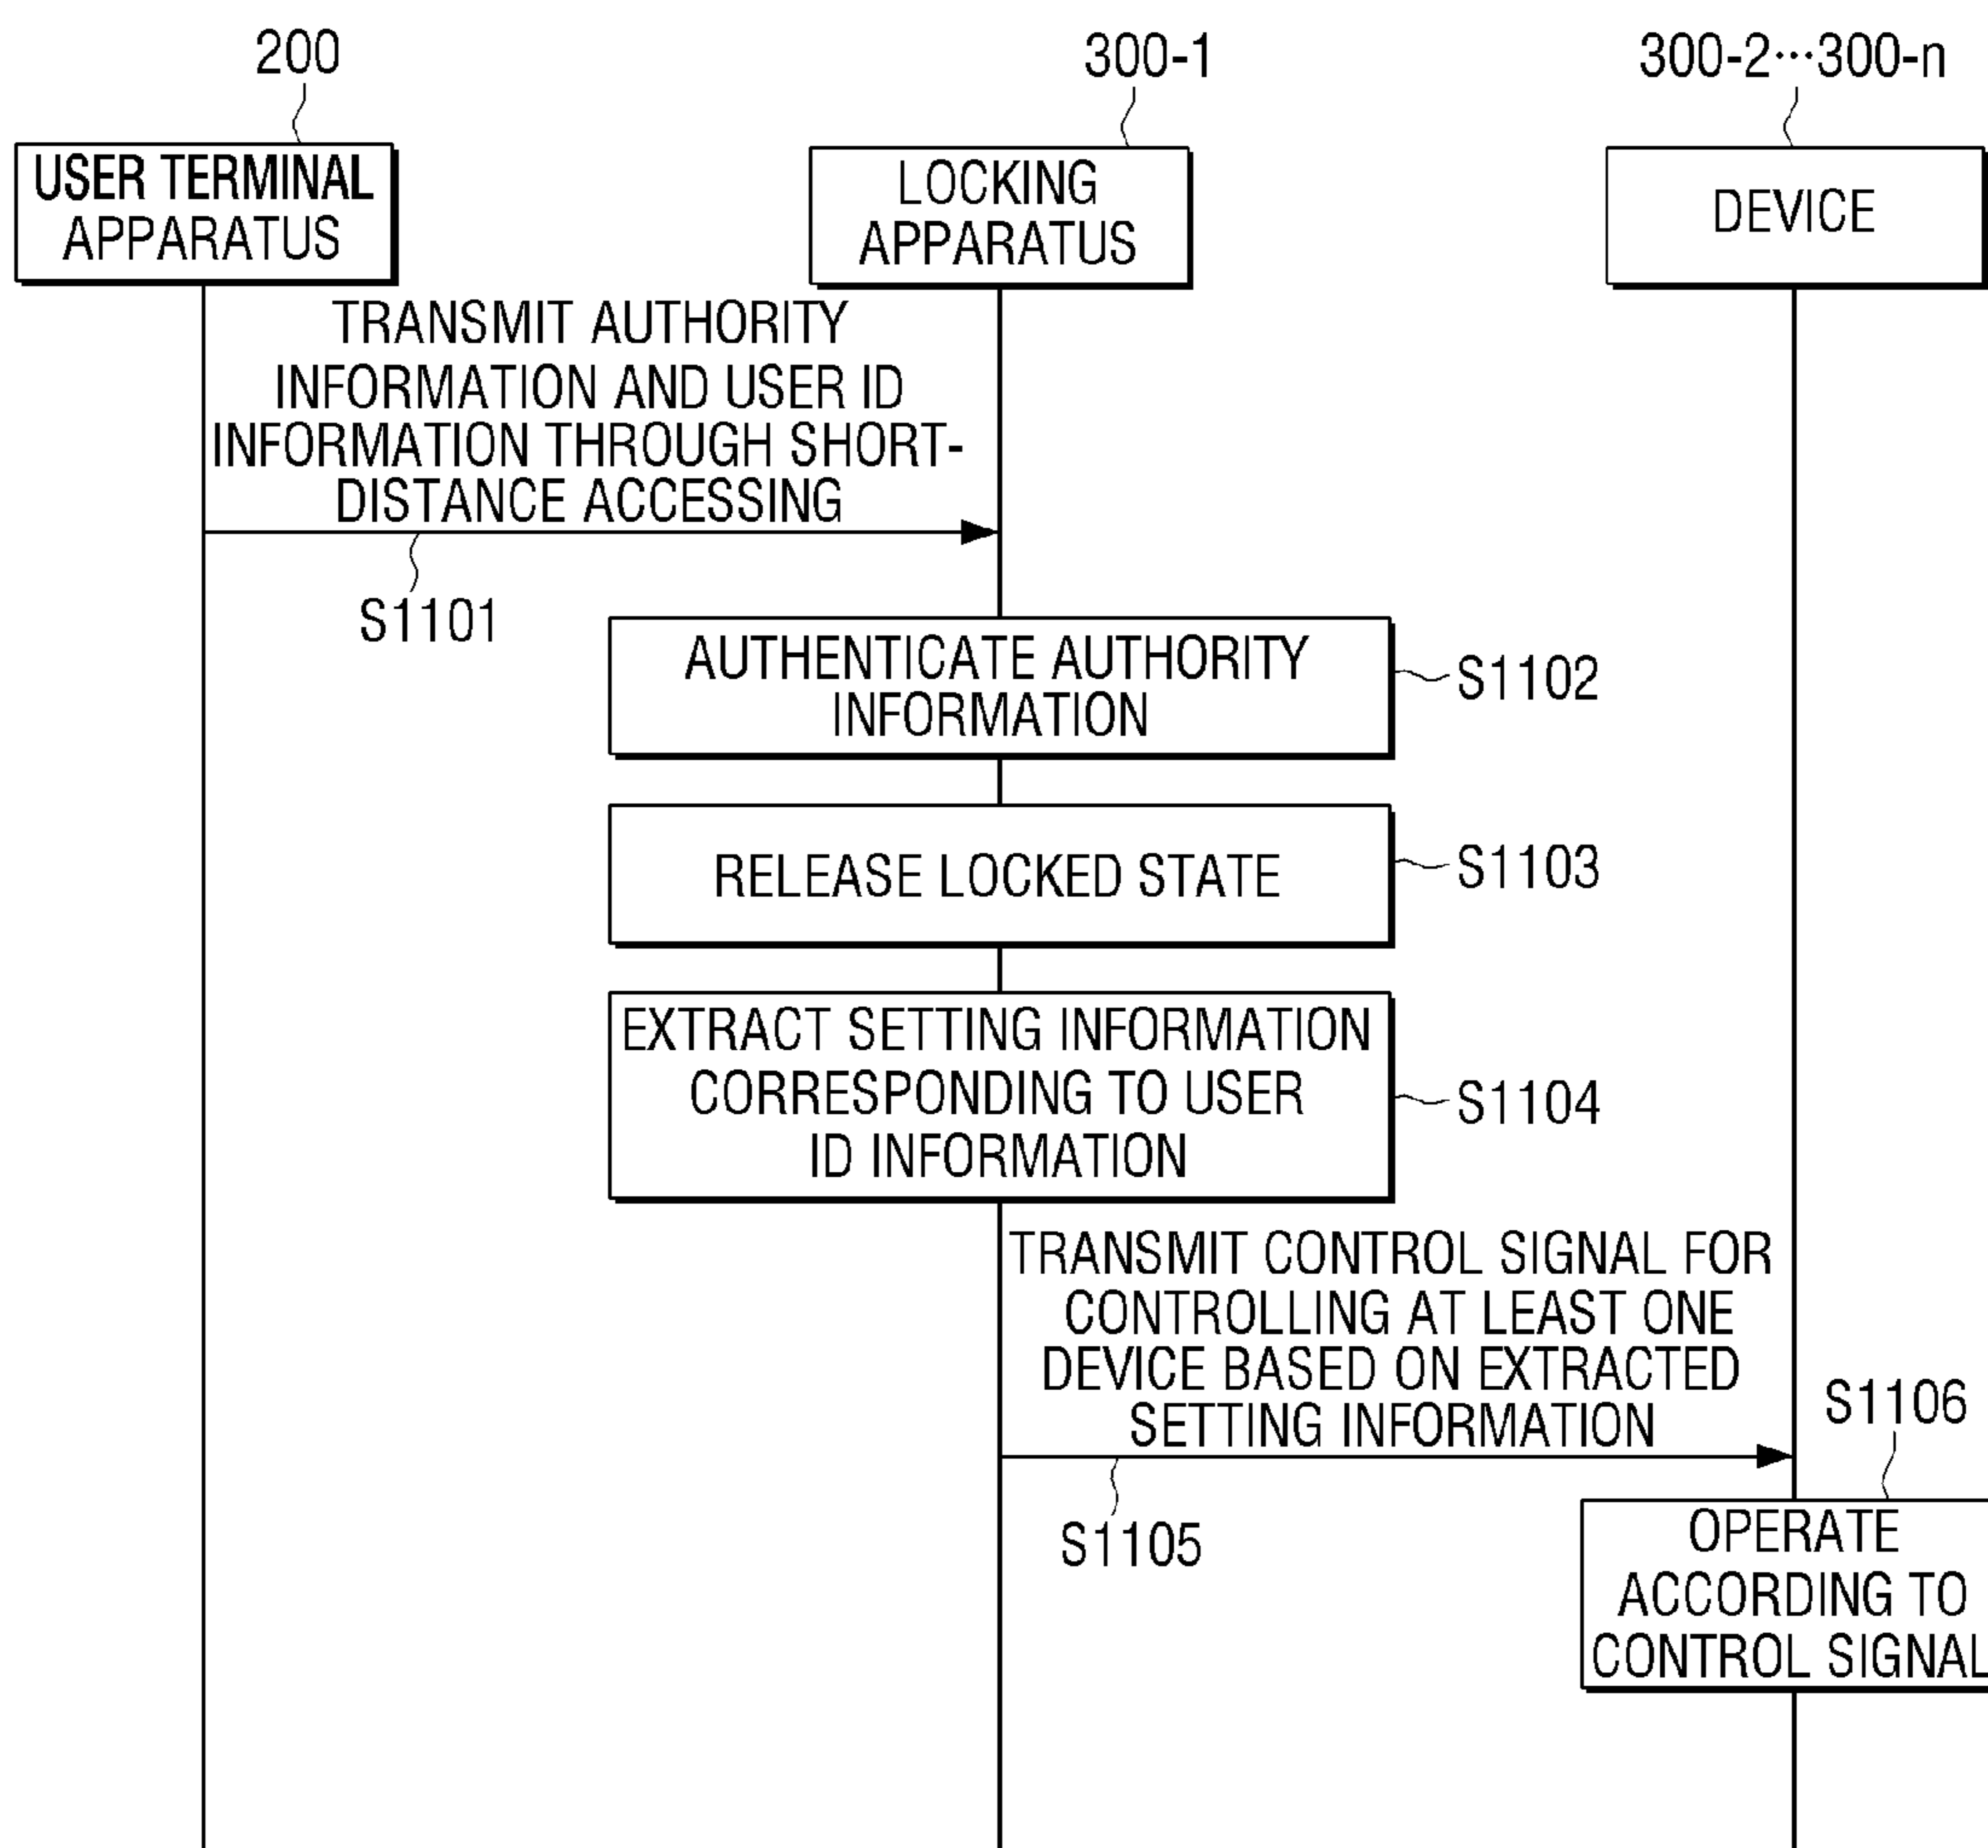 200
300-1
300-2···300-n
USER TERMINAL
APPARATUS
LOCKING
APPARATUS
DEVICE
TRANSMIT AUTHORITY
INFORMATION AND USER ID
INFORMATION THROUGH SHORT-
DISTANCE ACCESSING
S1101
AUTHENTICATE AUTHORITY
INFORMATION
S1102
RELEASE LOCKED STATE
S1103
EXTRACT SETTING INFORMATION
CORRESPONDING TO USER
ID INFORMATION
S1104
TRANSMIT CONTROL SIGNAL FOR
CONTROLLING AT LEAST ONE
DEVICE BASED ON EXTRACTED
SETTING INFORMATION
S1105
S1106
OPERATE
ACCORDING TO
CONTROL SIGNAL